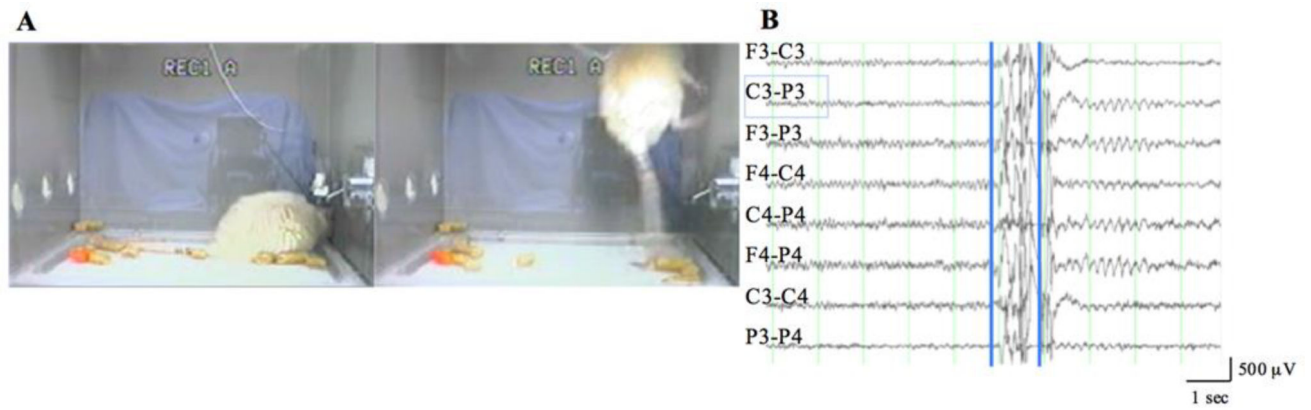 A
REC1 A
REC1 A
B
F3-C3
C3-P3
F3-P3
F4-C4
C4-P4
F4-P4
C3-C4
P3-P4
500 μV
1 sec